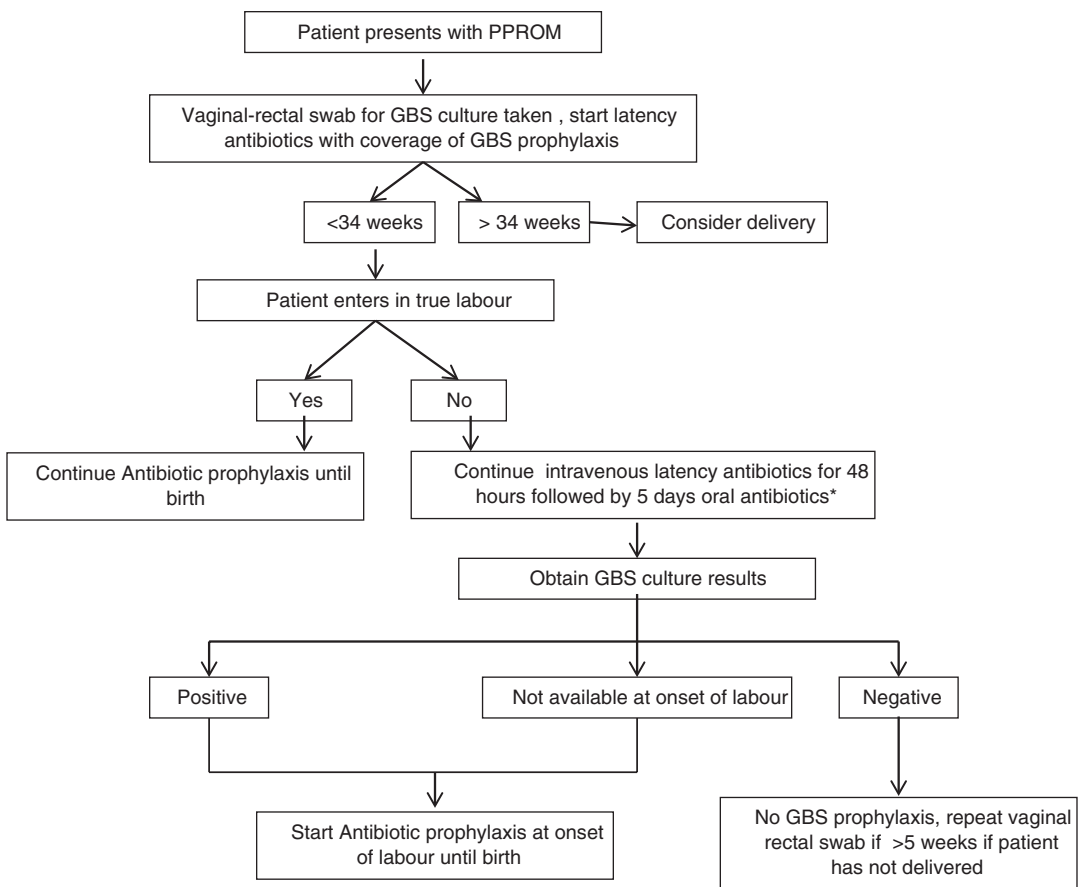 Patient presents with PPROM
Vaginal-rectal swab for GBS culture taken , start latency
antibiotics with coverage of GBS prophylaxis
<34 weeks
> 34 weeks
Consider delivery
Patient enters in true labour
Yes
No
Continue Antibiotic prophylaxis until
birth
Continue intravenous latency antibiotics for 48
hours followed by 5 days oral antibiotics*
Obtain GBS culture results
Positive
Not available at onset of labour
Negative
Start Antibiotic prophylaxis at onset
of labour until birth
No GBS prophylaxis, repeat vaginal
rectal swab if >5 weeks if patient
has not delivered